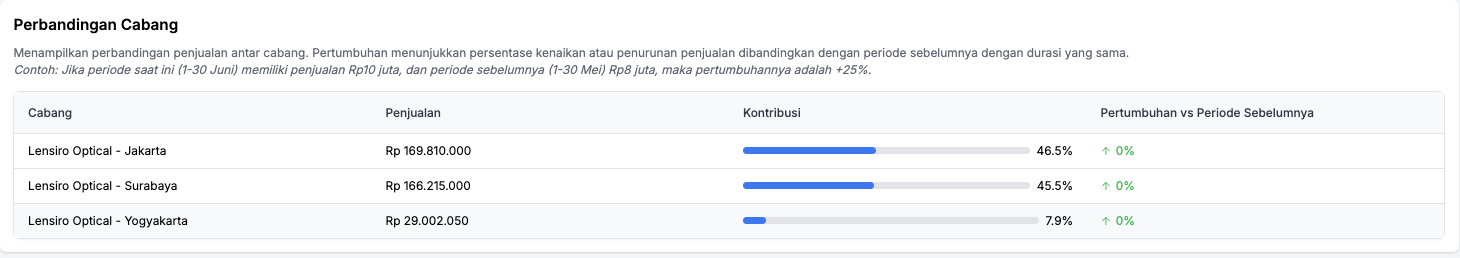 Perbandingan Cabang
Menampilkan perbandingan penjualan antar cabang. Pertumbuhan menunjukkan persentase kenaikan atau penurunan penjualan dibandingkan dengan periode sebelumnya dengan durasi yang sama.
Contoh: Jika periode saat ini (1-30 Juni) memiliki penjualan Rp10 juta, dan periode sebelumnya (1-30 Mei) Rp8 juta, maka pertumbuhannya adalah +25%.
Cabang Penjualan Kontribusi Pertumbuhan vs Periode Sebelumnya
Lensiro Optical - Jakarta Rp 169.810.000 46.5% ↑ 0%
Lensiro Optical - Surabaya Rp 166.215.000 45.5% ↑ 0%
Lensiro Optical - Yogyakarta Rp 29.002.050 7.9% ↑ 0%